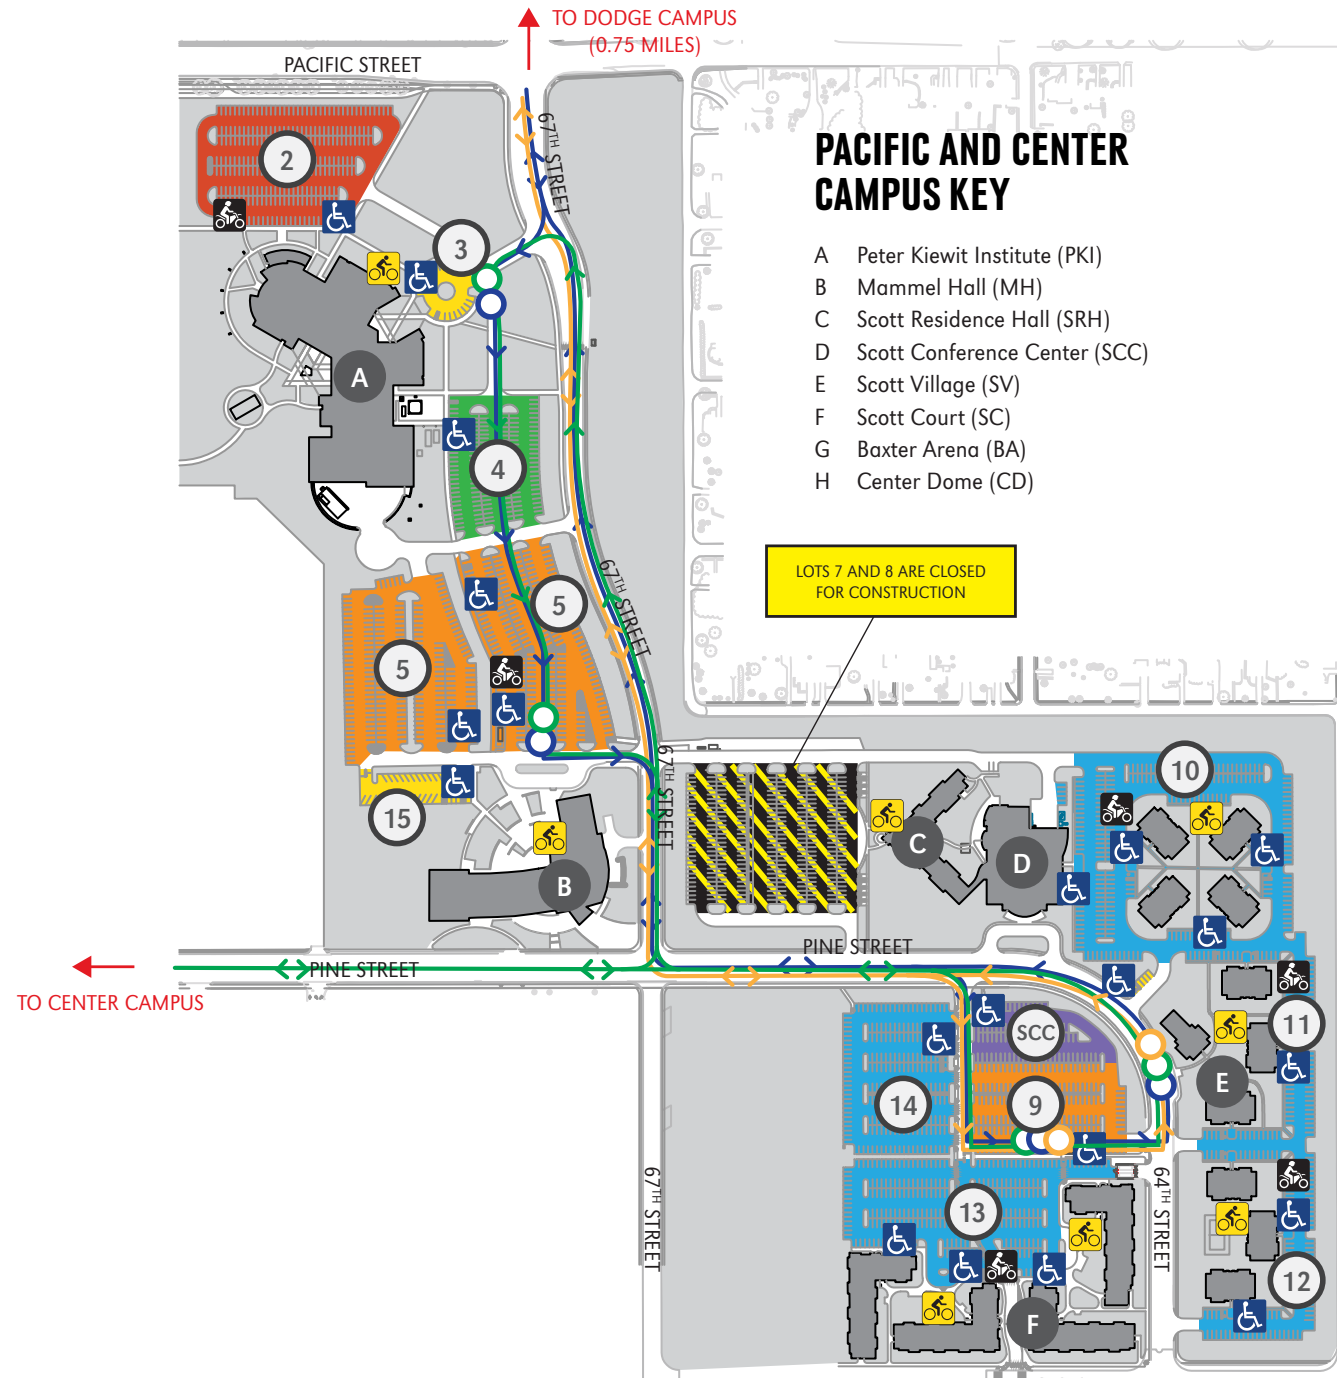 TO DODGE CAMPUS
(0.75 MILES)
PACIFIC STREET
67TH STREET
PACIFIC AND CENTER
CAMPUS KEY
A Peter Kiewit Institute (PKI)
B Mammel Hall (MH)
C Scott Residence Hall (SRH)
D Scott Conference Center (SCC)
E Scott Village (SV)
F Scott Court (SC)
G Baxter Arena (BA)
H Center Dome (CD)
2
3
A
4
LOTS 7 AND 8 ARE CLOSED
FOR CONSTRUCTION
67TH STREET
5
5
67TH STREET
10
15
C
D
B
PINE STREET
PINE STREET
TO CENTER CAMPUS
SCC
11
E
14
9
67TH STREET
64TH STREET
13
12
F